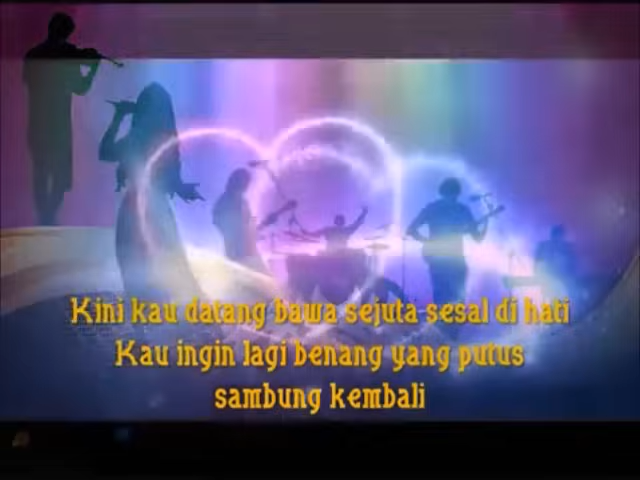 Kini kau datang bawa sejuta sesal di hati
Kau ingin lagi benang yang putus
sambung kembali